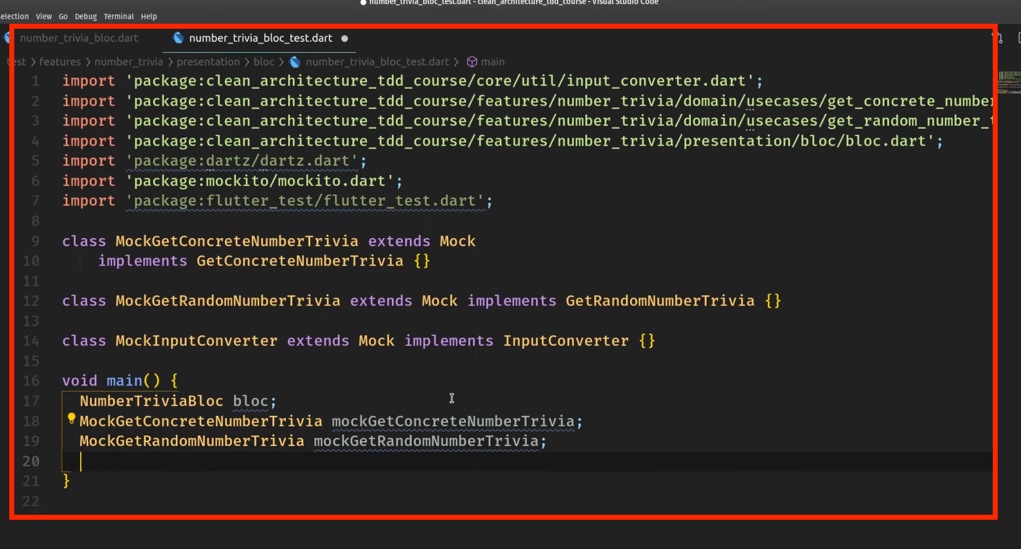 number_trivia_bloc_test.dart - clean_architecture_tdd_course - Visual Studio Code
Selection View Go Debug Terminal Help
number_trivia_bloc.dart number_trivia_bloc_test.dart
test > features > number_trivia > presentation > bloc > number_trivia_bloc_test.dart > main
1 import 'package:clean_architecture_tdd_course/core/util/input_converter.dart';
2 import 'package:clean_architecture_tdd_course/features/number_trivia/domain/usecases/get_concrete_number
3 import 'package:clean_architecture_tdd_course/features/number_trivia/domain/usecases/get_random_number_t
4 import 'package:clean_architecture_tdd_course/features/number_trivia/presentation/bloc/bloc.dart';
5 import 'package:dartz/dartz.dart';
6 import 'package:mockito/mockito.dart';
7 import 'package:flutter_test/flutter_test.dart';
8
9 class MockGetConcreteNumberTrivia extends Mock
10 implements GetConcreteNumberTrivia {}
11
12 class MockGetRandomNumberTrivia extends Mock implements GetRandomNumberTrivia {}
13
14 class MockInputConverter extends Mock implements InputConverter {}
15
16 void main() {
17 NumberTriviaBloc bloc;
18 MockGetConcreteNumberTrivia mockGetConcreteNumberTrivia;
19 MockGetRandomNumberTrivia mockGetRandomNumberTrivia;
20
21 }
22